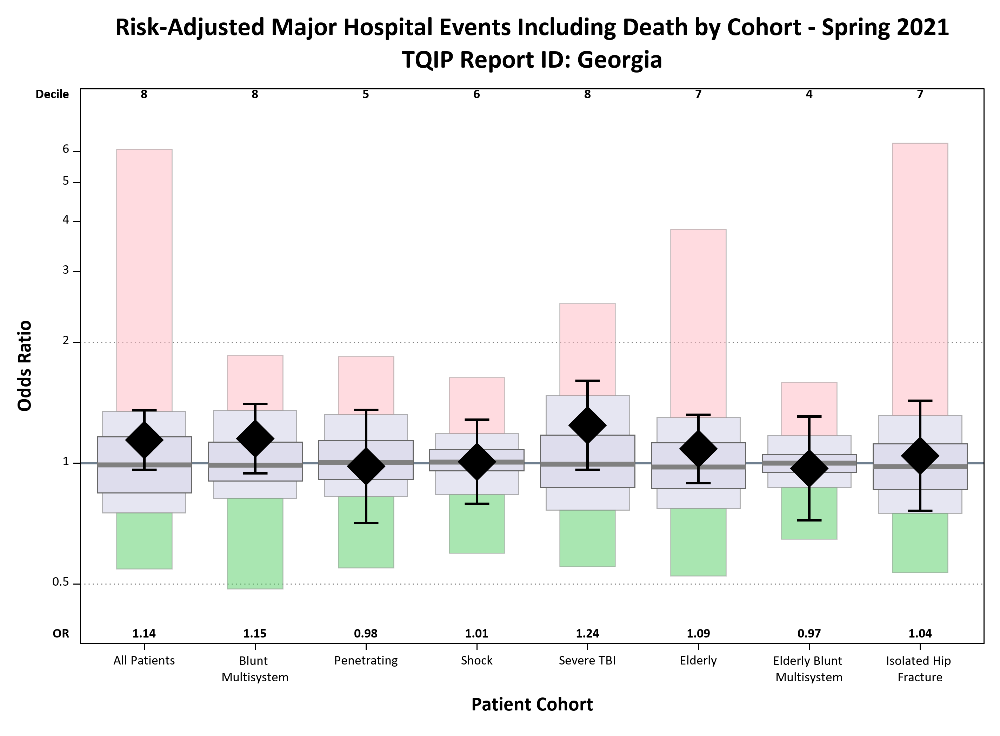 Risk-Adjusted Major Hospital Events Including Death by Cohort - Spring 2021
TQIP Report ID: Georgia
Decile 8 8 5 6 8 7 4 7
6
5
4
3
2
1
0.5
Odds Ratio
OR 1.14 1.15 0.98 1.01 1.24 1.09 0.97 1.04
All Patients Blunt Multisystem Penetrating Shock Severe TBI Elderly Elderly Blunt Multisystem Isolated Hip Fracture
Patient Cohort